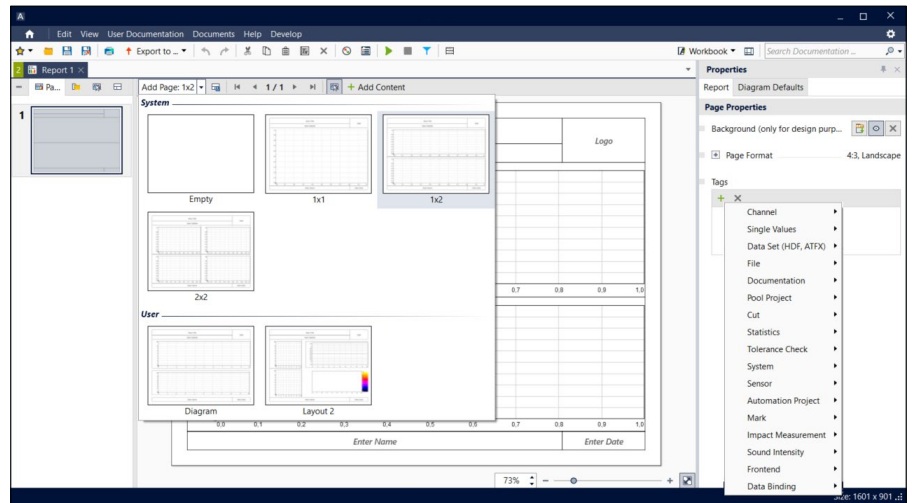 A
Edit View User Documentation Documents Help Develop
Export to ... Workbook Search Documentation ...
2 Report 1 Properties
Pa... Add Page: 1x2 1 / 1 + Add Content Report Diagram Defaults
System Page Properties
1 Background (only for design purp...
Logo
Page Format 4:3, Landscape
Tags
Empty 1x1 1x2
Channel
Single Values
Data Set (HDF, ATFX)
File
Documentation
0,7 0,8 0,9 1,0
Pool Project
2x2
Cut
User
Statistics
Tolerance Check
System
Sensor
Automation Project
Diagram Layout 2
Mark
0,0 0,1 0,2 0,3 0,4 0,5 0,6 0,7 0,8 0,9 1,0
Impact Measurement
Enter Name Enter Date
Sound Intensity
Frontend
73%
Data Binding
Size: 1601 x 901